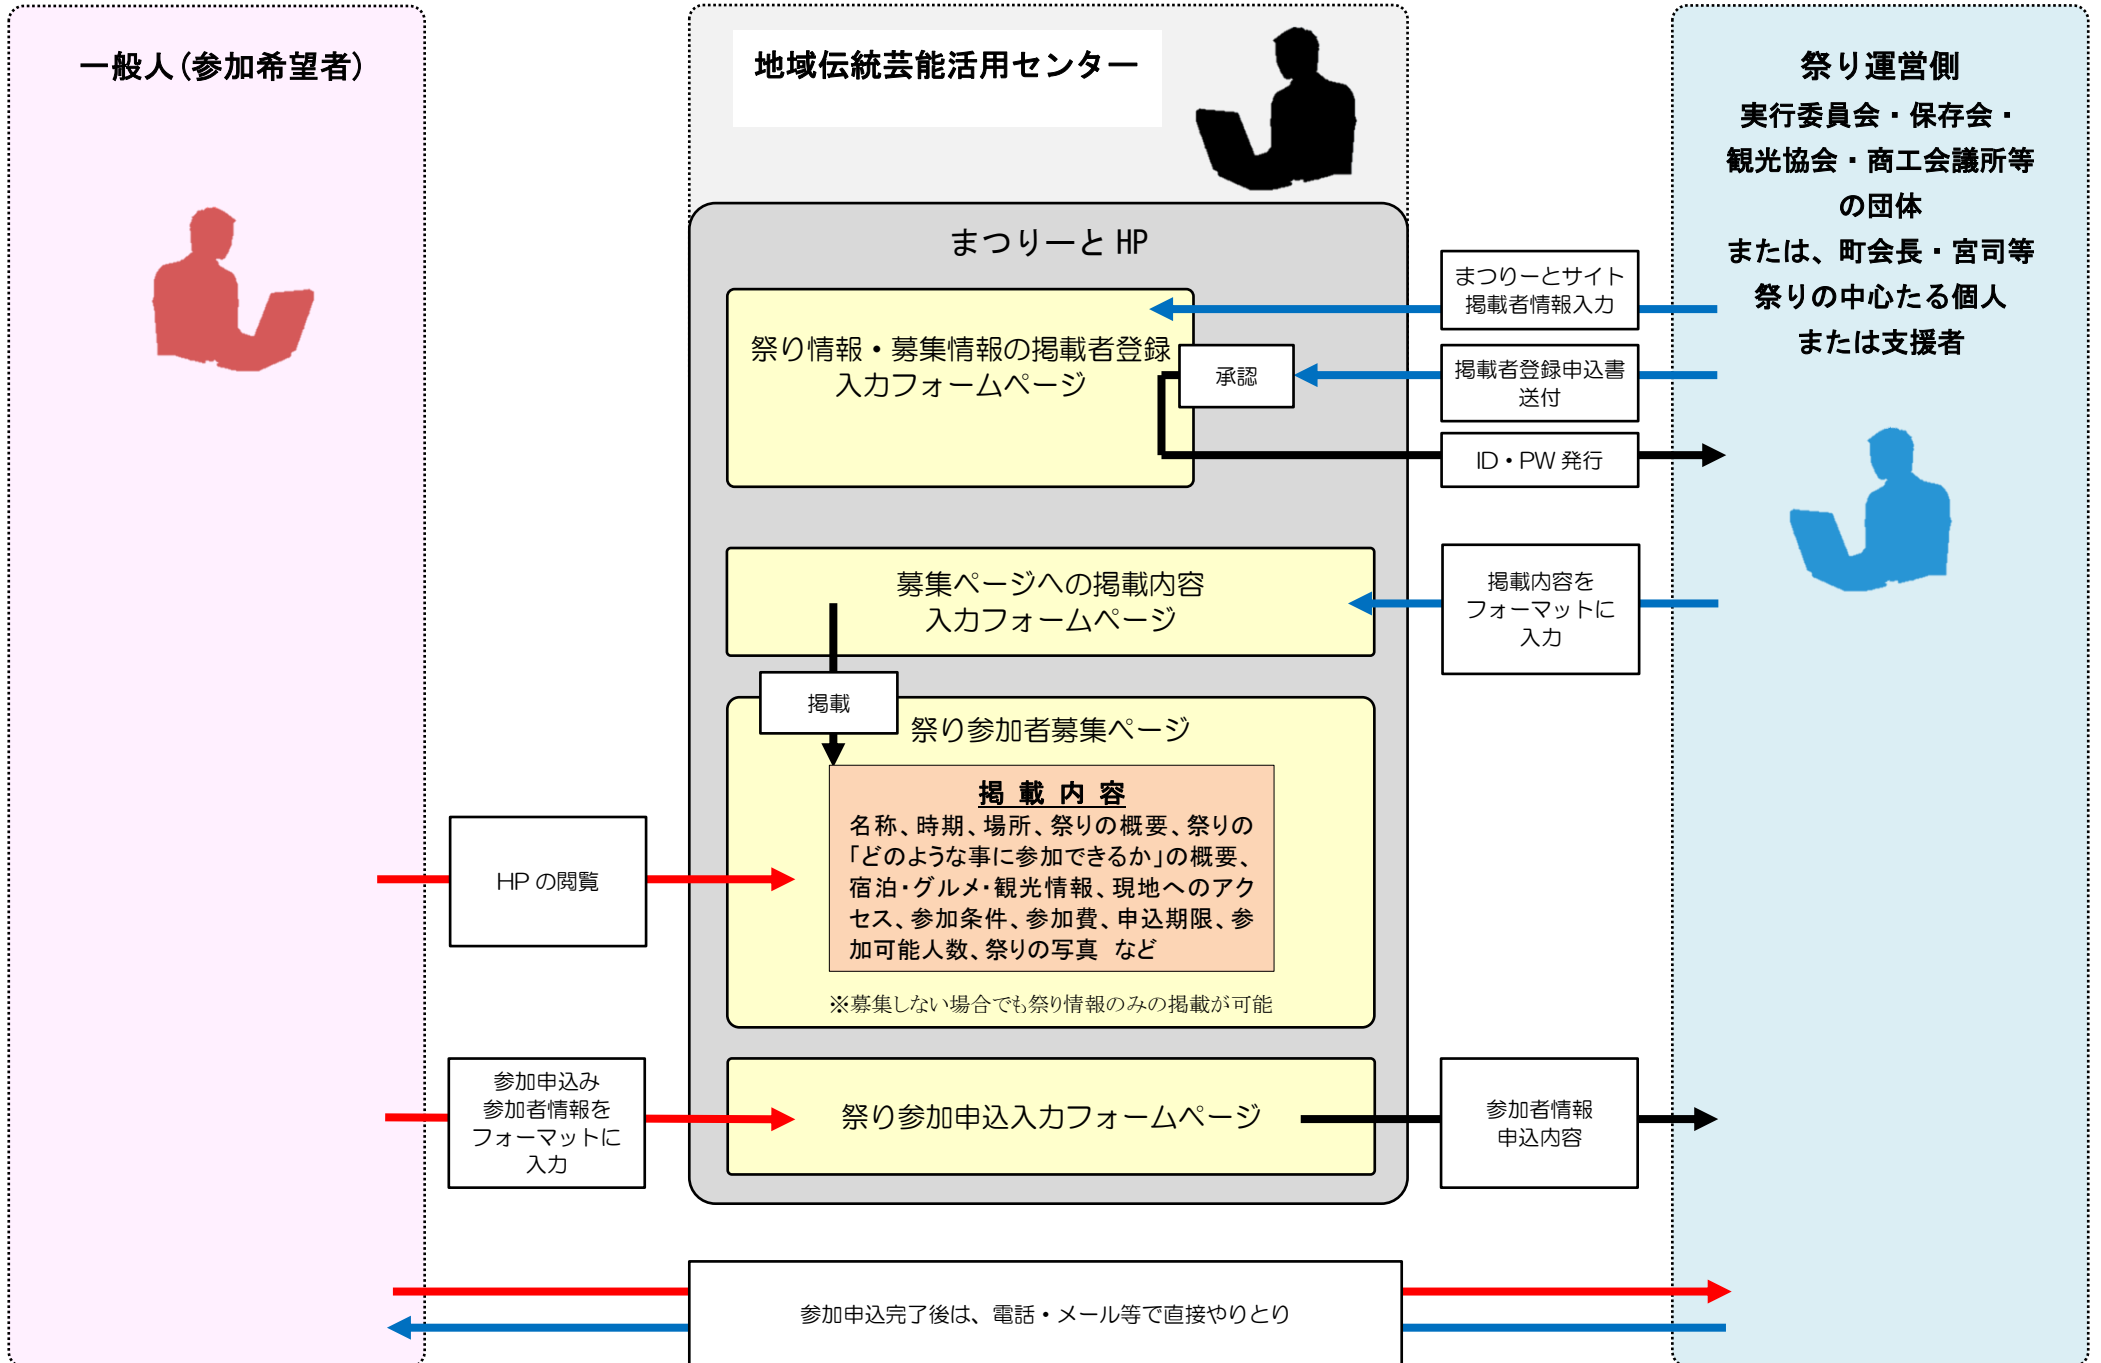 一般人(参加希望者)
地域伝統芸能活用センター
祭り運営側
実行委員会・保存会・
観光協会・商工会議所等
の団体
または、町会長・宮司等
祭りの中心たる個人
または支援者
まつりーと HP
祭り情報・募集情報の掲載者登録
入力フォームページ
まつりーとサイト
掲載者情報入力
承認
掲載者登録申込書
送付
ID・PW 発行
募集ページへの掲載内容
入力フォームページ
掲載内容を
フォーマットに
入力
掲載
祭り参加者募集ページ
掲 載 内 容
名称、時期、場所、祭りの概要、祭りの
「どのような事に参加できるか」の概要、
宿泊・グルメ・観光情報、現地へのアク
セス、参加条件、参加費、申込期限、参
加可能人数、祭りの写真 など
※募集しない場合でも祭り情報のみの掲載が可能
HP の閲覧
参加申込み
参加者情報を
フォーマットに
入力
祭り参加申込入力フォームページ
参加者情報
申込内容
参加申込完了後は、電話・メール等で直接やりとり